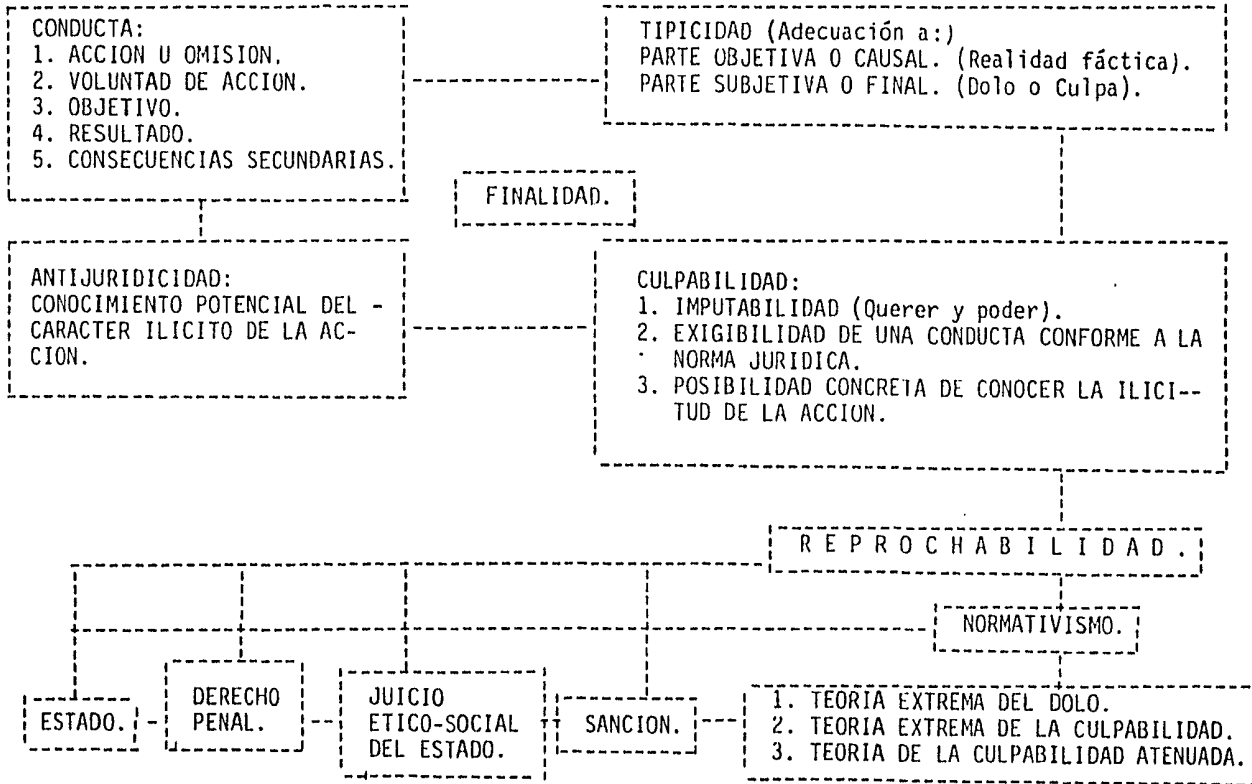 CONDUCTA:
1. ACCION U OMISION.
2. VOLUNTAD DE ACCION.
3. OBJETIVO.
4. RESULTADO.
5. CONSECUENCIAS SECUNDARIAS.
TIPICIDAD (Adecuación a:)
PARTE OBJETIVA O CAUSAL. (Realidad fáctica).
PARTE SUBJETIVA O FINAL. (Dolo o Culpa).
FINALIDAD.
ANTIJURIDICIDAD:
CONOCIMIENTO POTENCIAL DEL -
CARACTER ILICITO DE LA AC-
CION.
CULPABILIDAD:
1. IMPUTABILIDAD (Querer y poder).
2. EXIGIBILIDAD DE UNA CONDUCTA CONFORME A LA
NORMA JURIDICA.
3. POSIBILIDAD CONCRETA DE CONOCER LA ILICI--
TUD DE LA ACCION.
R E P R O C H A B I L I D A D .
NORMATIVISMO.
ESTADO.
DERECHO
PENAL.
JUICIO
ETICO-SOCIAL
DEL ESTADO.
SANCION.
1. TEORIA EXTREMA DEL DOLO.
2. TEORIA EXTREMA DE LA CULPABILIDAD.
3. TEORIA DE LA CULPABILIDAD ATENUADA.